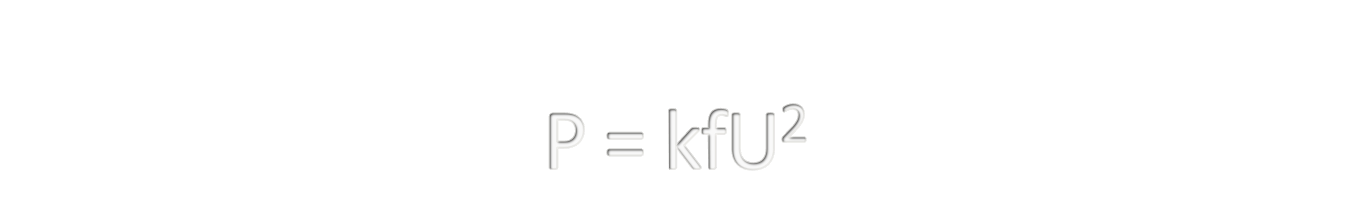 P = kfU²